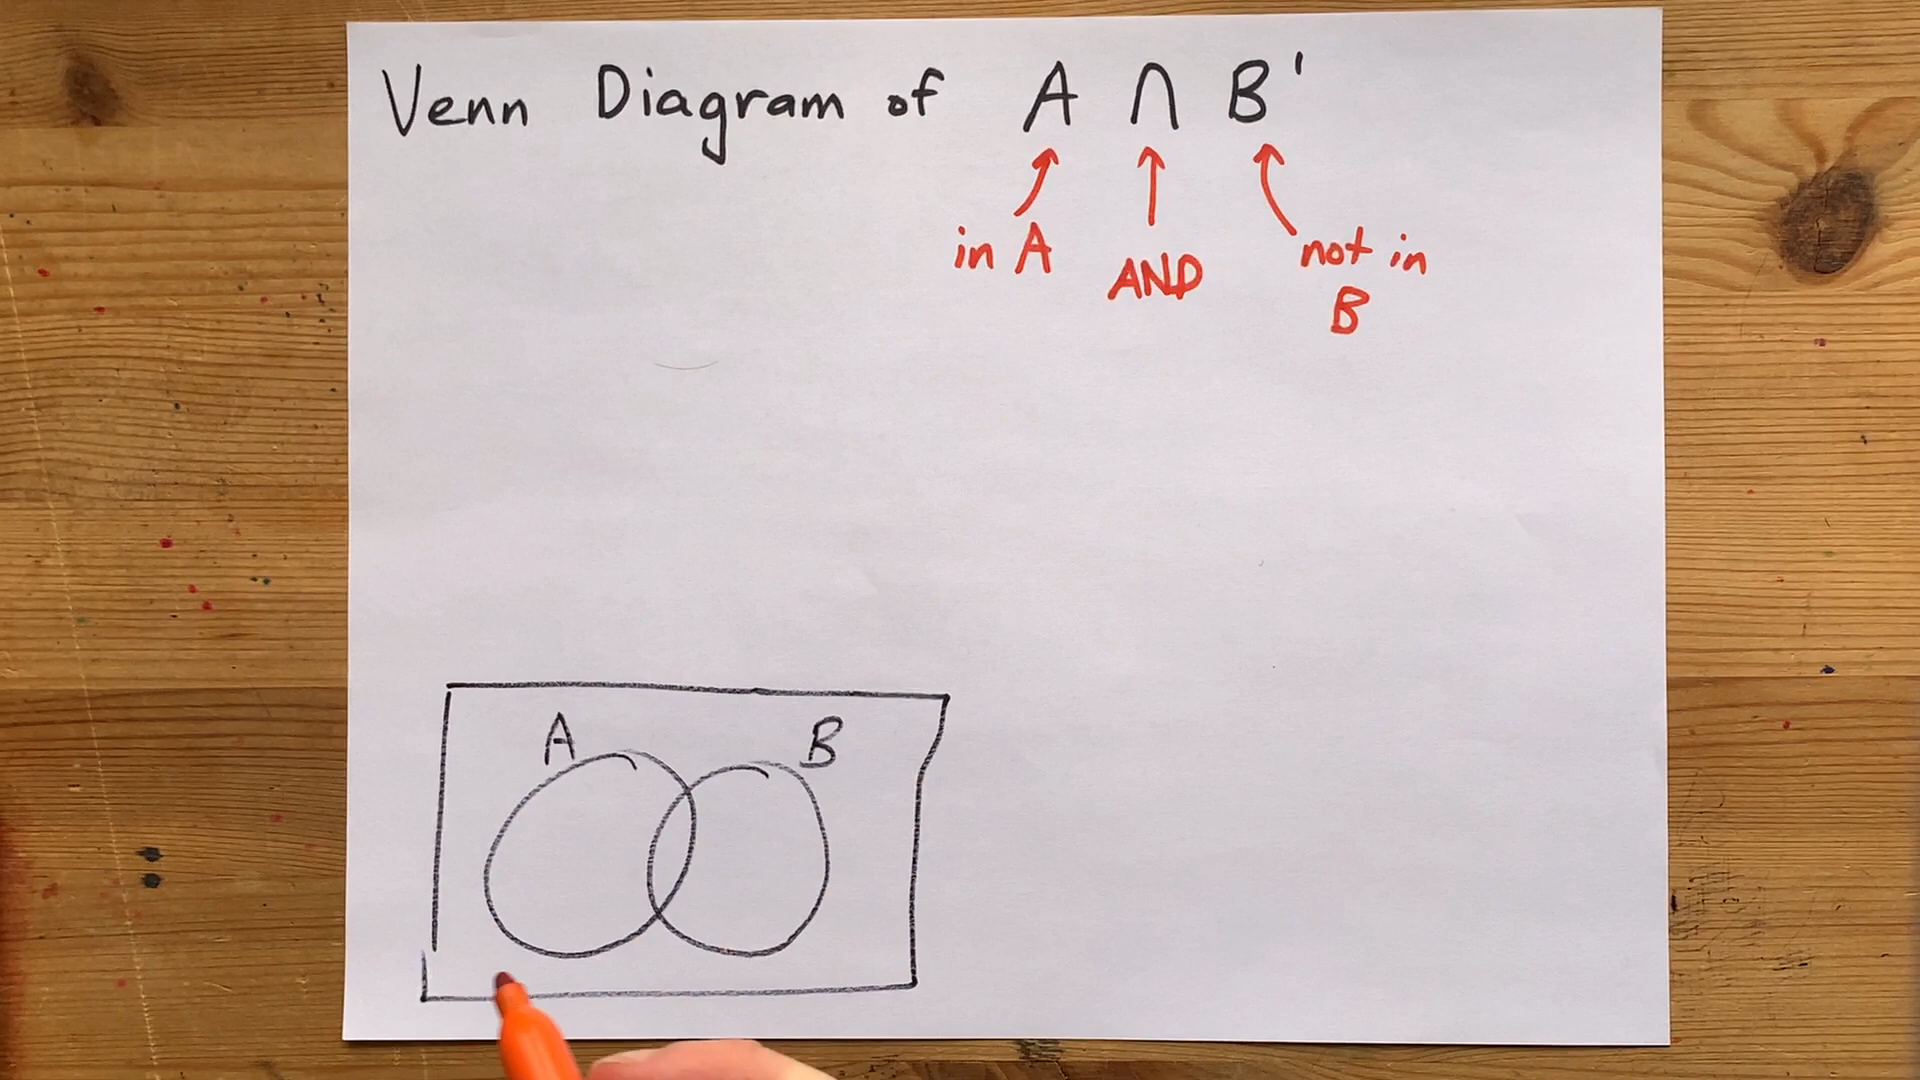 Venn Diagram of A ∩ B'
in A AND not in
B
A B